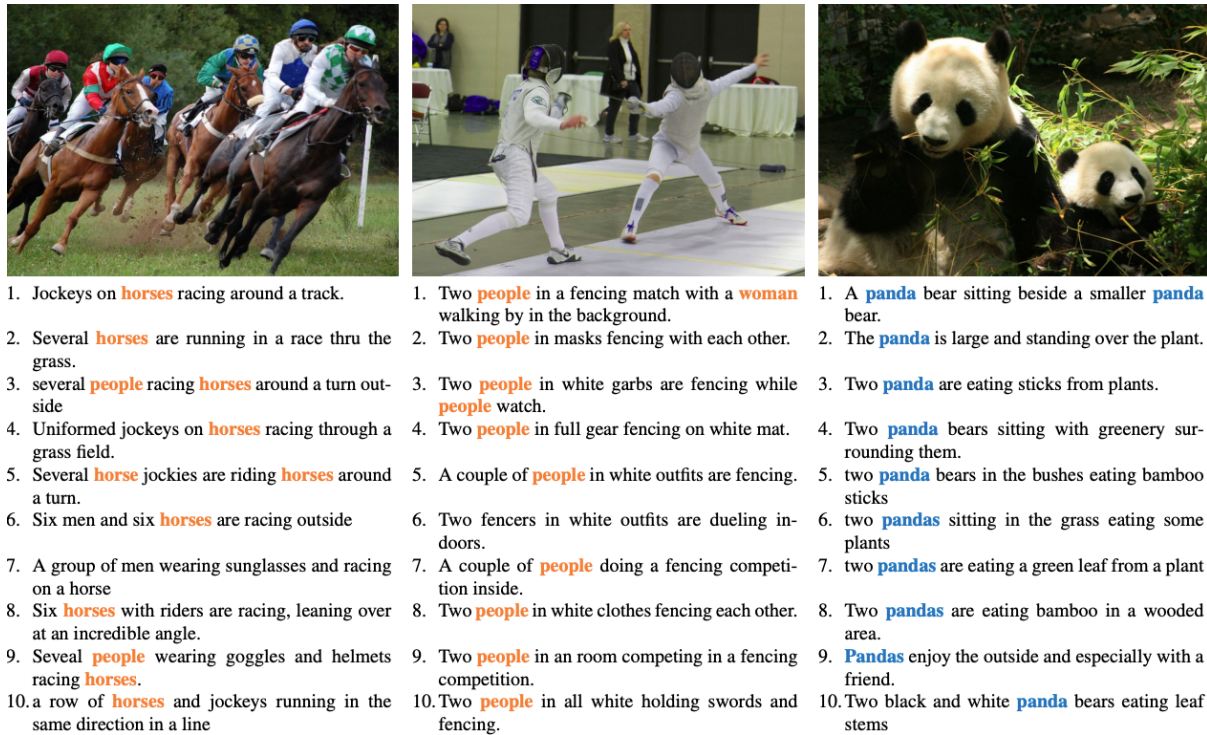 1. Jockeys on horses racing around a track.
2. Several horses are running in a race thru the
grass.
3. several people racing horses around a turn out-
side
4. Uniformed jockeys on horses racing through a
grass field.
5. Several horse jockies are riding horses around
a turn.
6. Six men and six horses are racing outside
7. A group of men wearing sunglasses and racing
on a horse
8. Six horses with riders are racing, leaning over
at an incredible angle.
9. Seveal people wearing goggles and helmets
racing horses.
10. a row of horses and jockeys running in the
same direction in a line
1. Two people in a fencing match with a woman
walking by in the background.
2. Two people in masks fencing with each other.
3. Two people in white garbs are fencing while
people watch.
4. Two people in full gear fencing on white mat.
5. A couple of people in white outfits are fencing.
6. Two fencers in white outfits are dueling in-
doors.
7. A couple of people doing a fencing competi-
tion inside.
8. Two people in white clothes fencing each other.
9. Two people in an room competing in a fencing
competition.
10. Two people in all white holding swords and
fencing.
1. A panda bear sitting beside a smaller panda
bear.
2. The panda is large and standing over the plant.
3. Two panda are eating sticks from plants.
4. Two panda bears sitting with greenery sur-
rounding them.
5. two panda bears in the bushes eating bamboo
sticks
6. two pandas sitting in the grass eating some
plants
7. two pandas are eating a green leaf from a plant
8. Two pandas are eating bamboo in a wooded
area.
9. Pandas enjoy the outside and especially with a
friend.
10. Two black and white panda bears eating leaf
stems